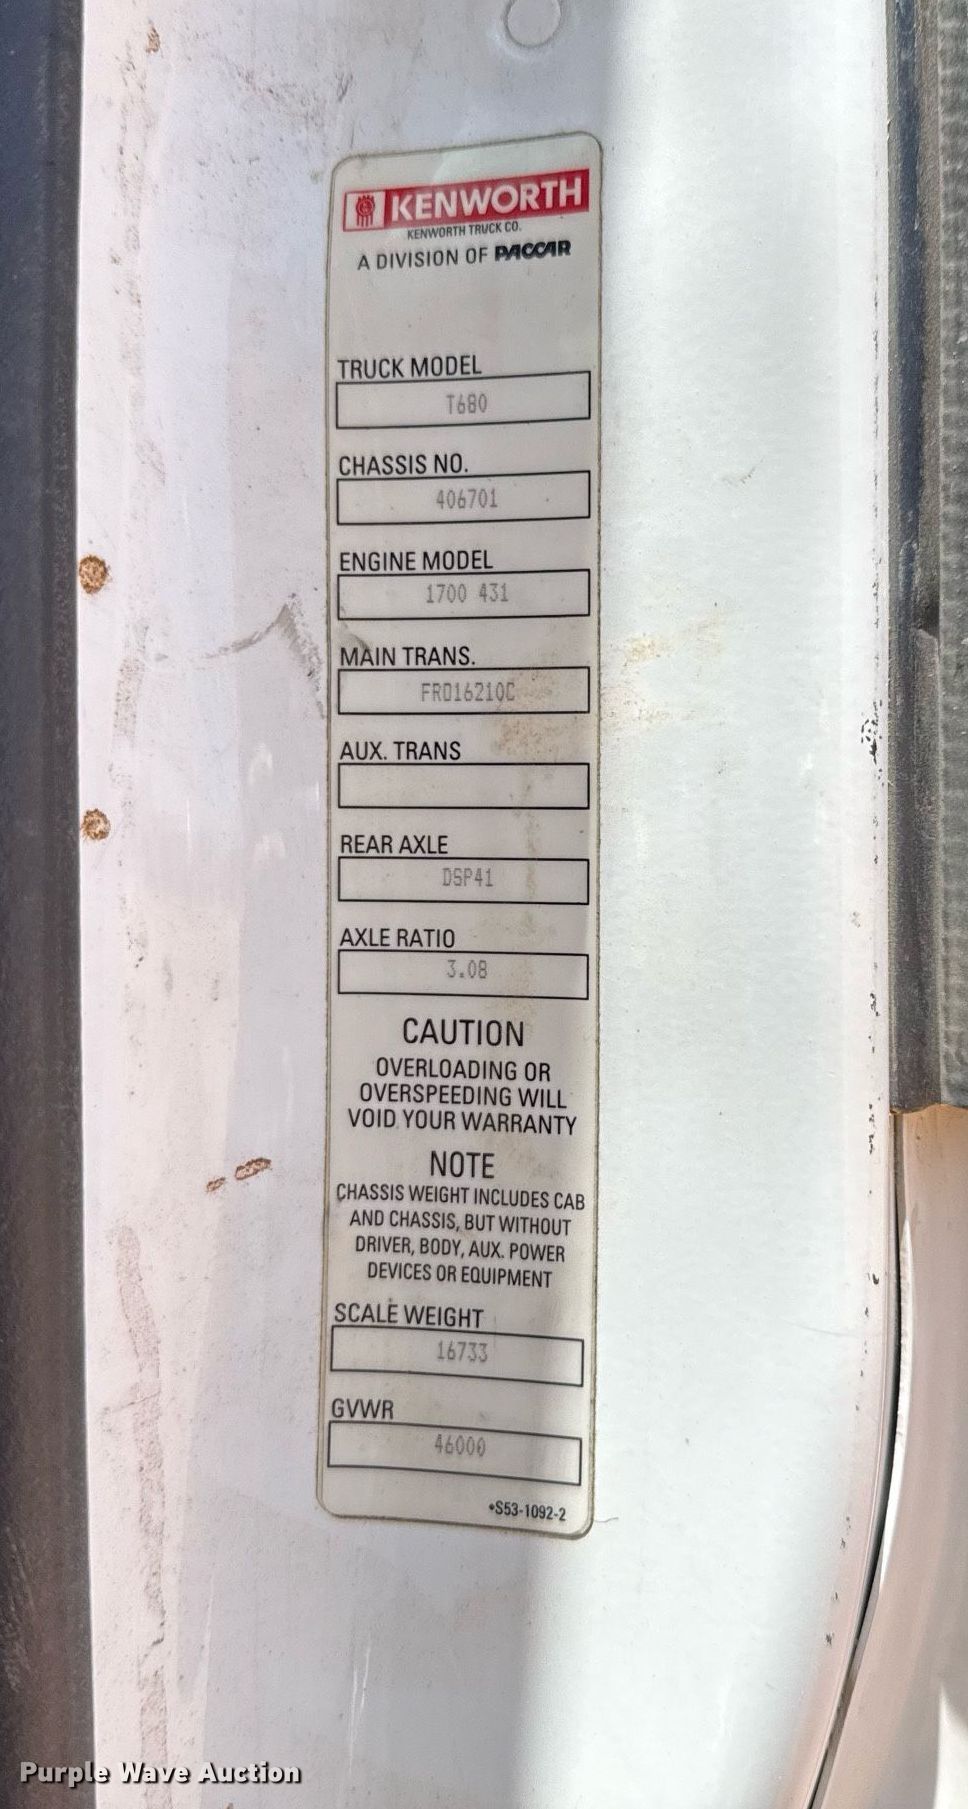 KENWORTH
KENWORTH TRUCK CO.
A DIVISION OF PACCAR
TRUCK MODEL
T680
CHASSIS NO.
406701
ENGINE MODEL
1700 431
MAIN TRANS.
FRO16210C
AUX. TRANS
REAR AXLE
DSP41
AXLE RATIO
3.08
CAUTION
OVERLOADING OR
OVERSPEEDING WILL
VOID YOUR WARRANTY
NOTE
CHASSIS WEIGHT INCLUDES CAB
AND CHASSIS, BUT WITHOUT
DRIVER, BODY, AUX. POWER
DEVICES OR EQUIPMENT
SCALE WEIGHT
16733
GVWR
46000
•S53-1092-2
Purple Wave Auction